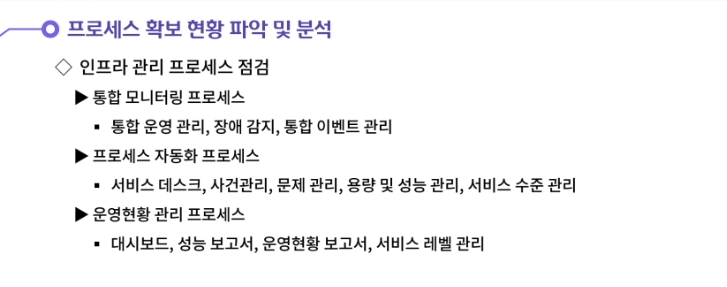 프로세스 확보 현황 파악 및 분석
◇ 인프라 관리 프로세스 점검
▶ 통합 모니터링 프로세스
▪ 통합 운영 관리, 장애 감지, 통합 이벤트 관리
▶ 프로세스 자동화 프로세스
▪ 서비스 데스크, 사건관리, 문제 관리, 용량 및 성능 관리, 서비스 수준 관리
▶ 운영현황 관리 프로세스
▪ 대시보드, 성능 보고서, 운영현황 보고서, 서비스 레벨 관리